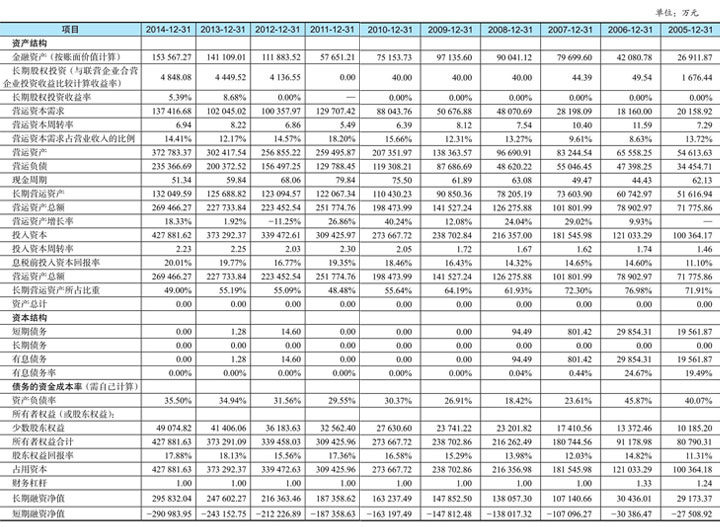 单位：万元
项目 2014-12-31 2013-12-31 2012-12-31 2011-12-31 2010-12-31 2009-12-31 2008-12-31 2007-12-31 2006-12-31 2005-12-31
资产结构
金融资产（按账面价值计算） 153 567.27 141 109.01 111 883.52 57 651.21 75 153.73 97 135.60 90 041.12 79 699.60 42 080.78 26 911.87
长期股权投资（与联营企业合营
企业投资收益比较计算收益率） 4 848.08 4 449.52 4 136.55 0.00 40.00 40.00 40.00 44.39 49.54 1 676.44
长期股权投资收益率 5.39% 8.68% 0.00% — 0.00% 0.00% 0.00% 0.00% 0.00% 0.00%
营运资本需求 137 416.68 102 045.02 100 357.97 129 707.42 88 043.76 50 676.88 48 070.69 28 198.09 18 160.00 20 158.92
营运资本周转率 6.94 8.22 6.86 5.49 6.39 8.12 7.54 10.40 11.59 7.29
营运资本需求占营业收入的比例 14.41% 12.17% 14.57% 18.20% 15.66% 12.31% 13.27% 9.61% 8.63% 13.72%
营运资产 372 783.37 302 417.54 256 855.22 259 495.87 207 351.97 138 363.57 96 690.91 83 244.54 65 558.25 54 613.63
营运负债 235 366.69 200 372.52 156 497.25 129 788.45 119 308.21 87 686.69 48 620.22 55 046.45 47 398.25 34 454.71
现金周期 51.34 59.84 68.06 79.84 75.50 61.89 63.08 49.47 44.43 62.13
长期营运资产 132 049.59 125 688.82 123 094.57 122 067.34 110 430.23 90 850.36 78 205.19 73 603.90 60 742.97 51 616.94
营运资产总额 269 466.27 227 733.84 223 452.54 251 774.76 198 473.99 141 527.24 126 275.88 101 801.99 78 902.97 71 775.86
营运资产增长率 18.33% 1.92% −11.25% 26.86% 40.24% 12.08% 24.04% 29.02% 9.93% —
投入资本 427 881.62 373 292.37 339 472.61 309 425.97 273 667.72 238 702.84 216 357.00 181 545.98 121 033.29 100 364.17
投入资本周转率 2.23 2.25 2.03 2.30 2.05 1.72 1.67 1.62 1.74 1.46
息税前投入资本回报率 20.01% 19.77% 16.77% 19.35% 18.46% 16.43% 14.32% 14.65% 14.60% 11.10%
营运资产总额 269 466.27 227 733.84 223 452.54 251 774.76 198 473.99 141 527.24 126 275.88 101 801.99 78 902.97 71 775.86
长期营运资产所占比重 49.00% 55.19% 55.09% 48.48% 55.64% 64.19% 61.93% 72.30% 76.98% 71.91%
资产总计 0.00 0.00 0.00 0.00 0.00 0.00 0.00 0.00 0.00 0.00
资本结构
短期债务 0.00 1.28 14.60 0.00 0.00 0.00 94.49 801.42 29 854.31 19 561.87
长期债务 0.00 0.00 0.00 0.00 0.00 0.00 0.00 0.00 0.00 0.00
有息债务 0.00 1.28 14.60 0.00 0.00 0.00 94.49 801.42 29 854.31 19 561.87
有息债务率 0.00% 0.00% 0.00% 0.00% 0.00% 0.00% 0.04% 0.44% 24.67% 19.49%
债务的资金成本率（需自己计算）
资产负债率 35.50% 34.94% 31.56% 29.55% 30.37% 26.91% 18.42% 23.61% 45.87% 40.07%
所有者权益（或股东权益）：
少数股东权益 49 074.82 41 406.06 36 183.63 32 562.40 27 630.60 23 741.22 23 201.82 17 410.56 13 372.46 10 185.20
所有者权益合计 427 881.63 373 291.09 339 458.03 309 425.96 273 667.72 238 702.86 216 262.49 180 744.56 91 178.98 80 790.31
股东权益回报率 17.88% 18.13% 15.56% 17.36% 16.58% 15.29% 13.98% 12.03% 14.82% 11.31%
占用资本 427 881.63 373 292.37 339 472.63 309 425.96 273 667.72 238 702.86 216 356.98 181 545.98 121 033.29 100 364.18
财务杠杆 1.00 1.00 1.00 1.00 1.00 1.00 1.00 1.00 1.33 1.24
长期融资净值 295 832.04 247 602.27 216 363.46 187 358.62 163 237.49 147 852.50 138 057.30 107 140.66 30 436.01 29 173.37
短期融资净值 −290 983.95 −243 152.75 −212 226.89 −187 358.63 −163 197.49 −147 812.48 −138 017.32 −107 096.27 −30 386.47 −27 508.92